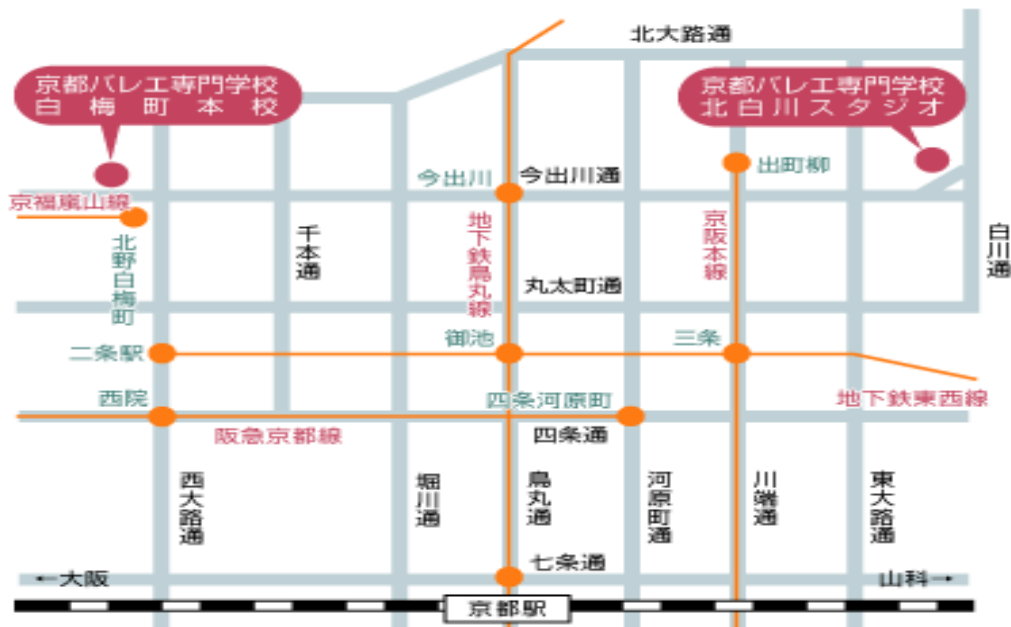 北大路通
京都バレエ専門学校
白梅町本校
京都バレエ専門学校
北白川スタジオ
出町柳
今出川
今出川通
京福嵐山線
北野白梅町
千本通
地下鉄烏丸線
京阪本線
白川通
丸太町通
二条駅
御池
三条
西院
四条河原町
地下鉄東西線
阪急京都線
四条通
西大路通
堀川通
烏丸通
河原町通
川端通
東大路通
七条通
←大阪
山科→
京都駅